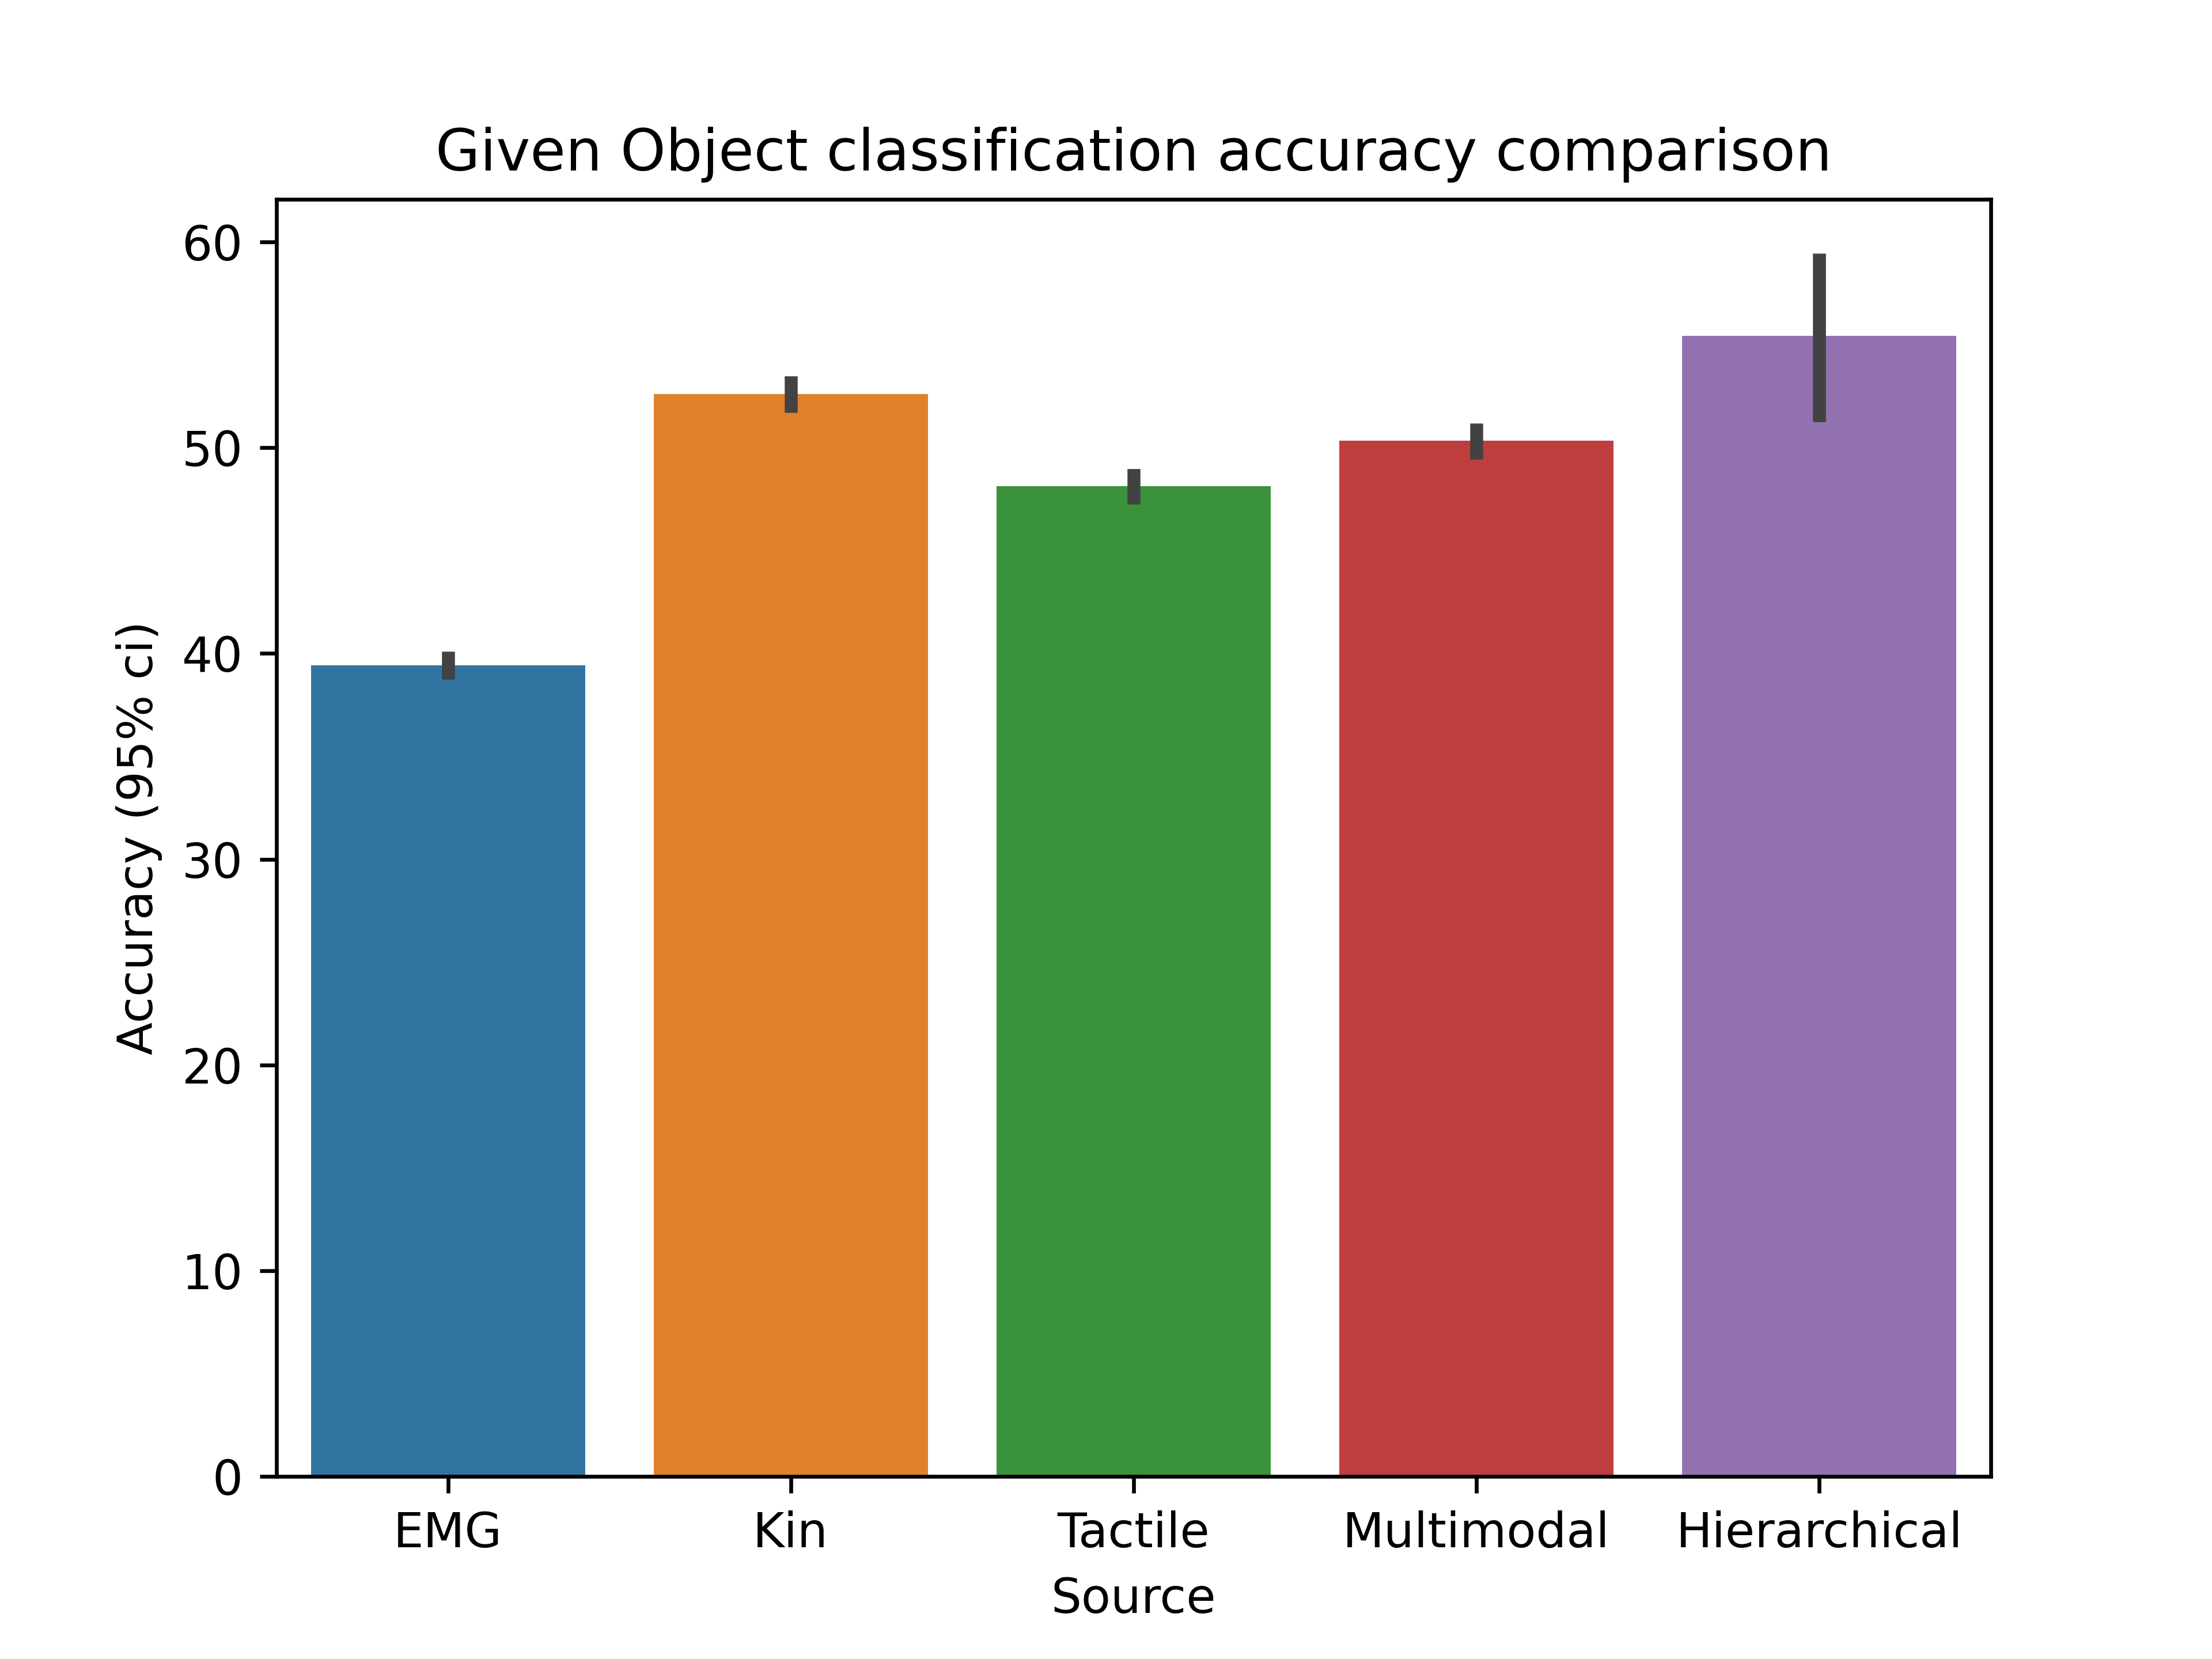 Given Object classification accuracy comparison
Accuracy (95% ci)
60
50
40
30
20
10
0
EMG Kin Tactile Multimodal Hierarchical
Source